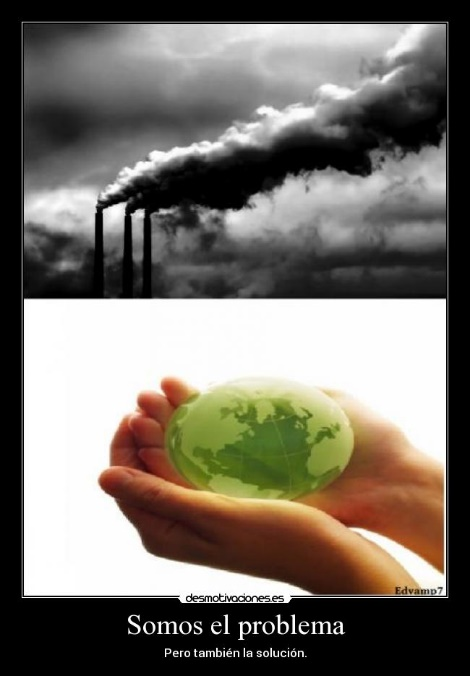 Edvamp7
desmotivaciones.es
Somos el problema
Pero también la solución.